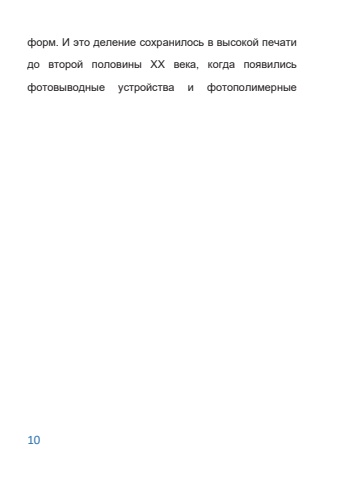 форм. И это деление сохранилось в высокой печати
до второй половины XX века, когда появились
фотовыводные устройства и фотополимерные
10